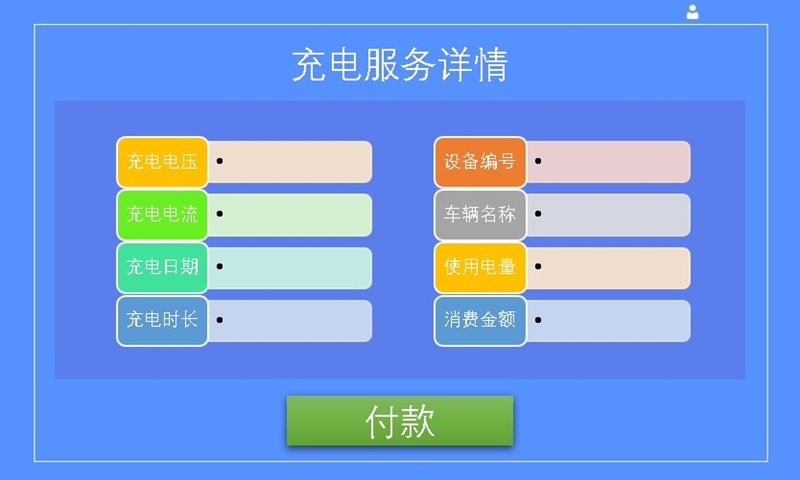 充电服务详情
充电电压
充电电流
充电日期
充电时长
设备编号
车辆名称
使用电量
消费金额
付款